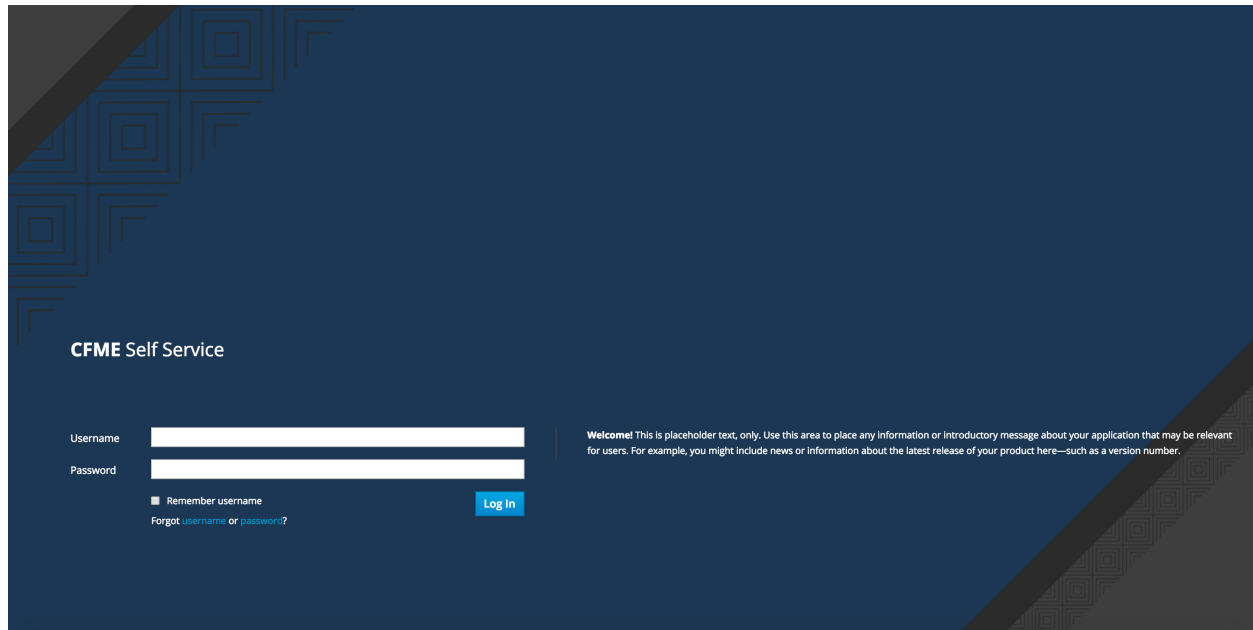 CFME Self Service
Username
Password
Remember username
Log In
Forgot username or password?
Welcome! This is placeholder text, only. Use this area to place any information or introductory message about your application that may be relevant
for users. For example, you might include news or information about the latest release of your product here—such as a version number.